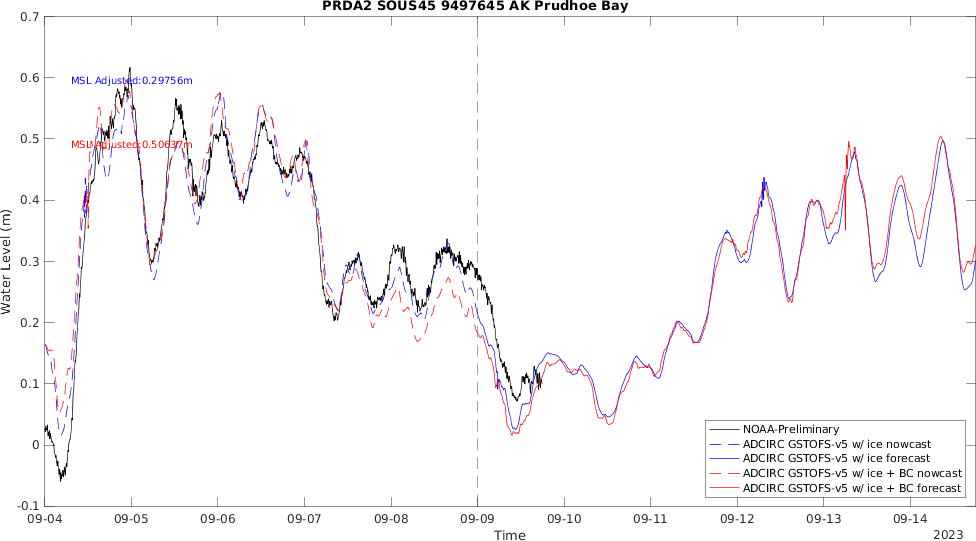 PRDA2 SOUS45 9497645 AK Prudhoe Bay
0.7
0.6
0.5
0.4
0.3
0.2
0.1
0
-0.1
Water Level (m)
MSL Adjusted:0.29756m
MSL Adjusted:0.50637m
NOAA-Preliminary
ADCIRC GSTOFS-v5 w/ ice nowcast
ADCIRC GSTOFS-v5 w/ ice forecast
ADCIRC GSTOFS-v5 w/ ice + BC nowcast
ADCIRC GSTOFS-v5 w/ ice + BC forecast
09-04 09-05 09-06 09-07 09-08 09-09 09-10 09-11 09-12 09-13 09-14
Time
2023